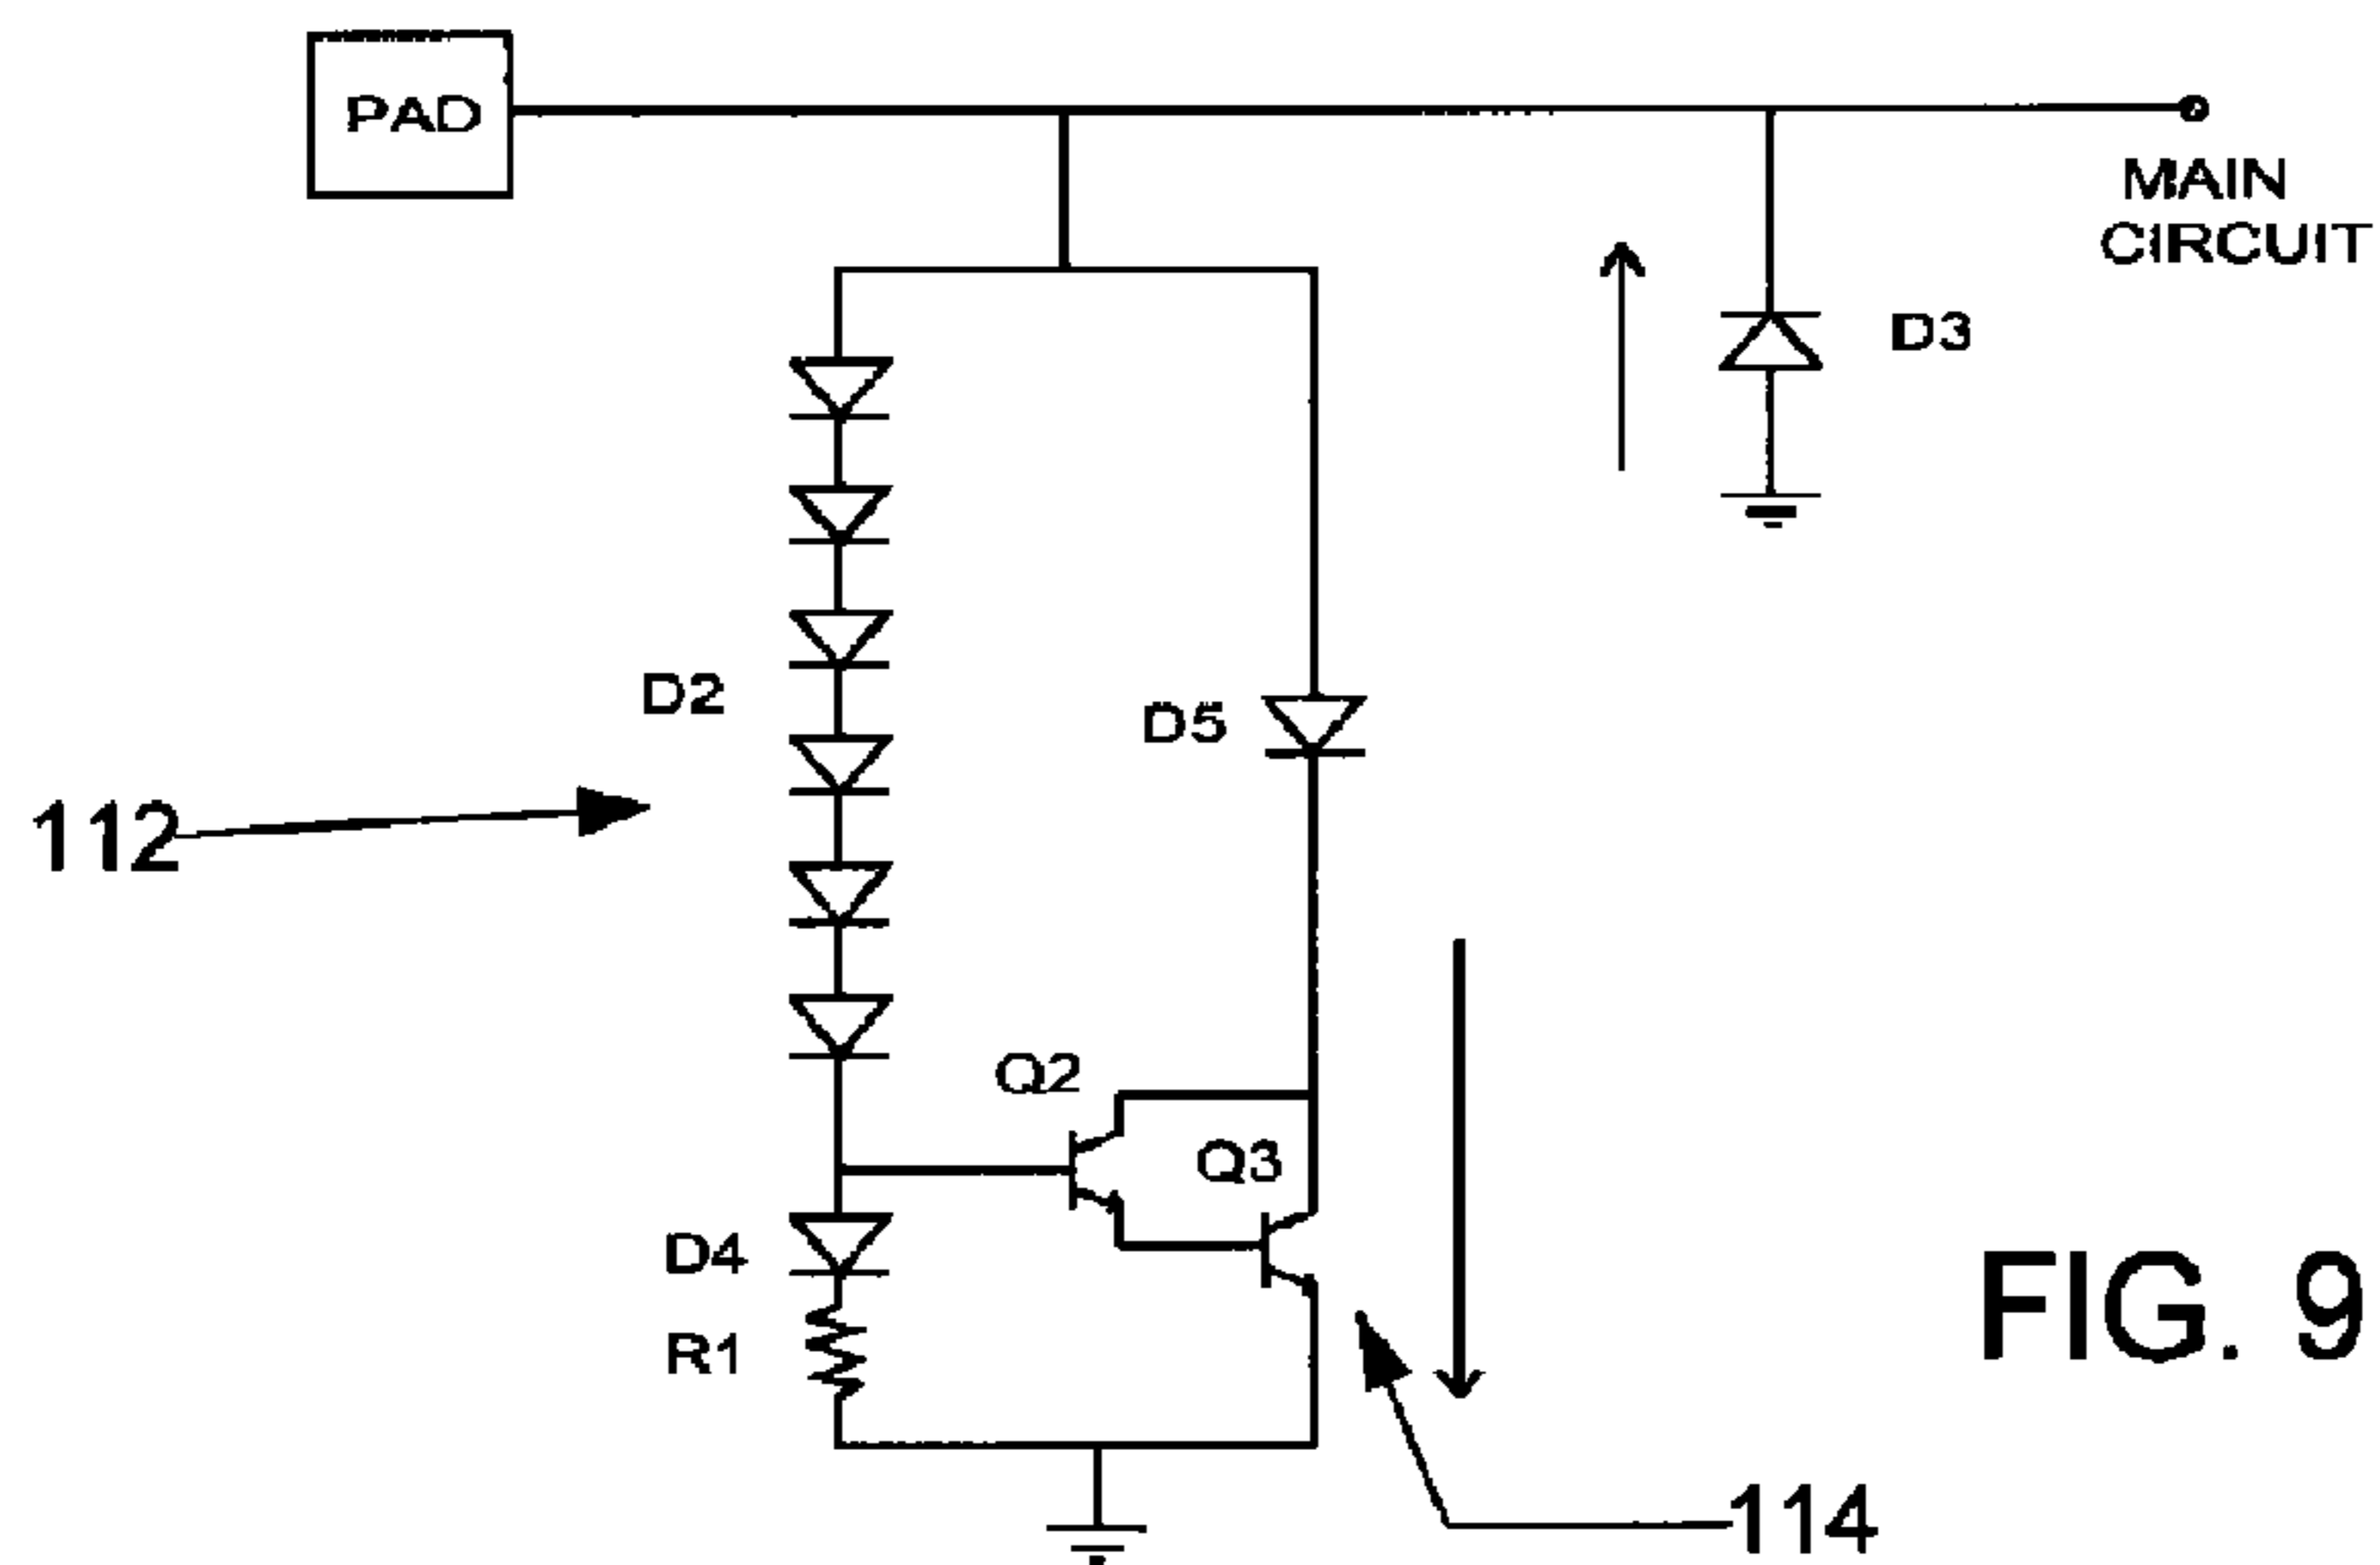 PAD
MAIN
CIRCUIT
D3
D2
D5
112
Q2
Q3
D4
R1
FIG. 9
114